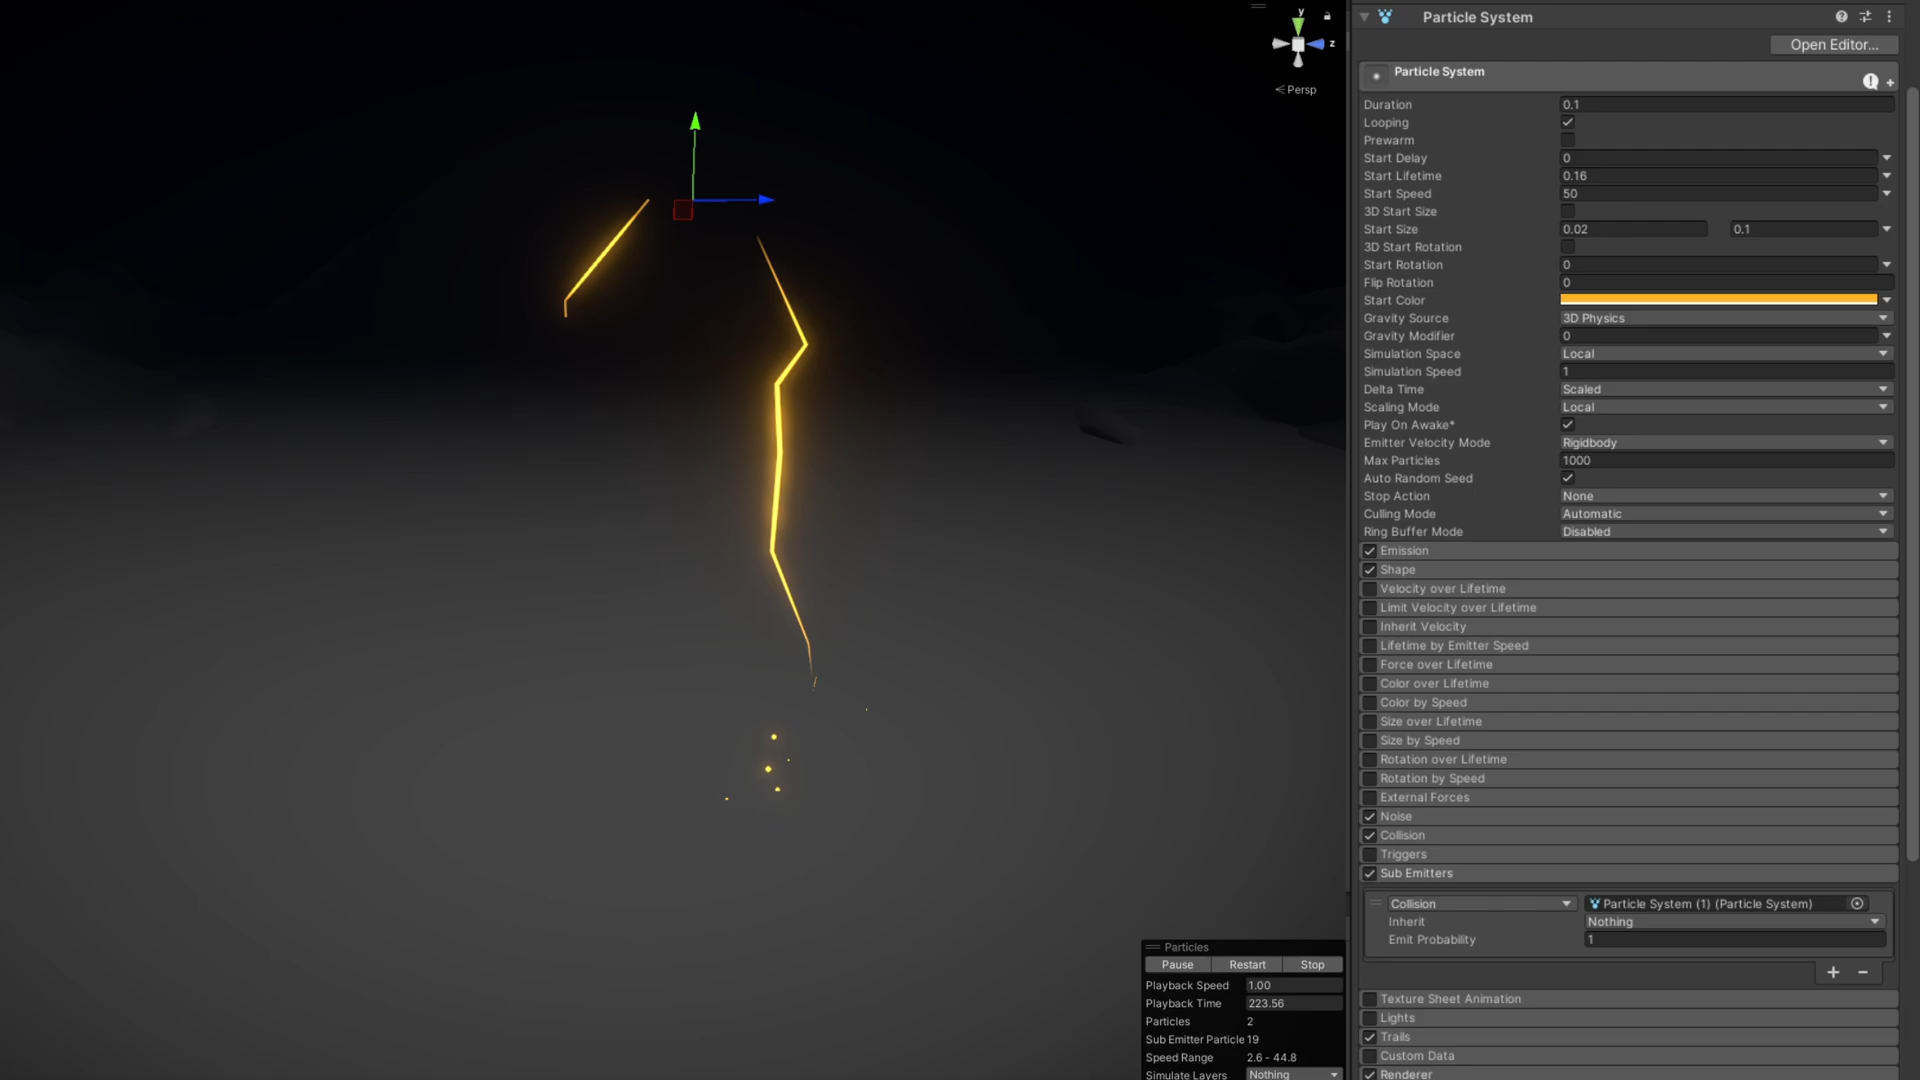 y
z
Persp
Particle System
Open Editor...
Particle System
Duration 0.1
Looping
Prewarm
Start Delay 0
Start Lifetime 0.16
Start Speed 50
3D Start Size
Start Size 0.02 0.1
3D Start Rotation
Start Rotation 0
Flip Rotation 0
Start Color
Gravity Source 3D Physics
Gravity Modifier 0
Simulation Space Local
Simulation Speed 1
Delta Time Scaled
Scaling Mode Local
Play On Awake*
Emitter Velocity Mode Rigidbody
Max Particles 1000
Auto Random Seed
Stop Action None
Culling Mode Automatic
Ring Buffer Mode Disabled
Emission
Shape
Velocity over Lifetime
Limit Velocity over Lifetime
Inherit Velocity
Lifetime by Emitter Speed
Force over Lifetime
Color over Lifetime
Color by Speed
Size over Lifetime
Size by Speed
Rotation over Lifetime
Rotation by Speed
External Forces
Noise
Collision
Triggers
Sub Emitters
Collision Particle System (1) (Particle System)
Inherit Nothing
Emit Probability 1
Texture Sheet Animation
Lights
Trails
Custom Data
Renderer
Particles
Pause Restart Stop
Playback Speed 1.00
Playback Time 223.56
Particles 2
Sub Emitter Particle 19
Speed Range 2.6 - 44.8
Simulate Layers Nothing